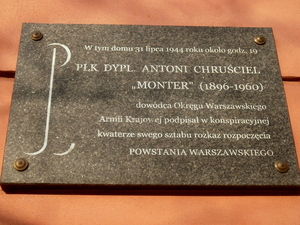 W tym domu 31 lipca 1944 roku około godz. 19
PŁK DYPL. ANTONI CHRUŚCIEL
„MONTER” (1896-1960)
dowódca Okręgu Warszawskiego
Armii Krajowej podpisał w konspiracyjnej
kwaterze swego sztabu rozkaz rozpoczęcia
POWSTANIA WARSZAWSKIEGO